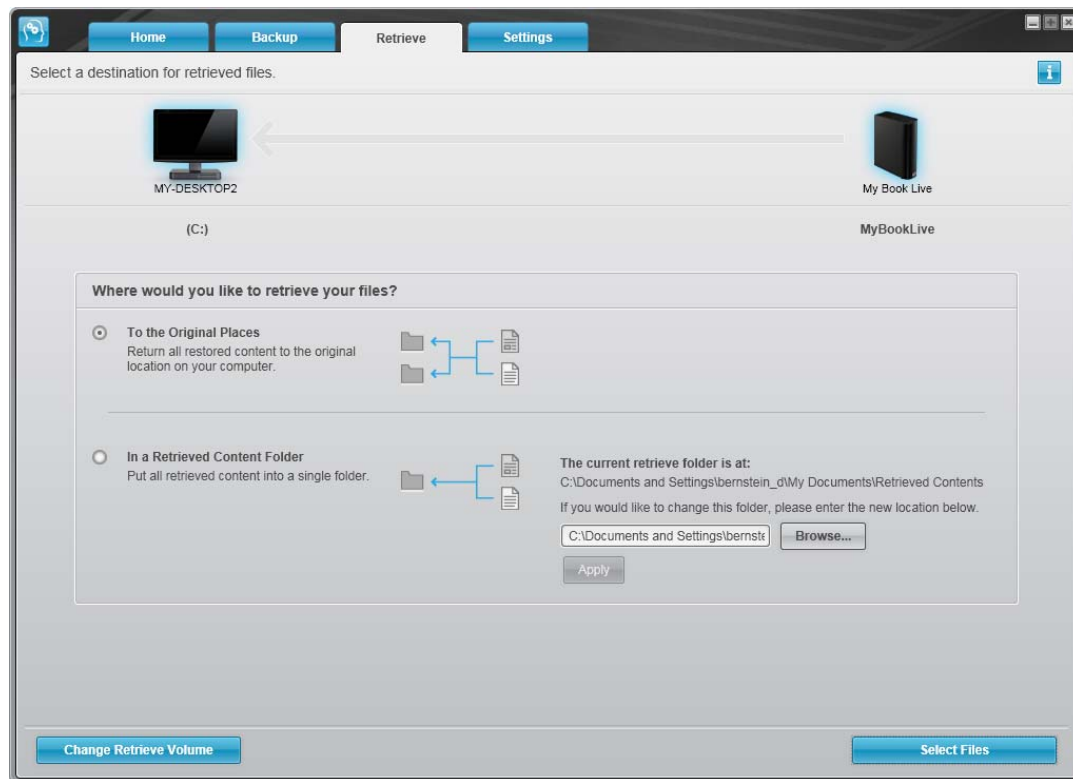 Home Backup Retrieve Settings
Select a destination for retrieved files.
MY-DESKTOP2
My Book Live
(C:)
MyBookLive
Where would you like to retrieve your files?
To the Original Places
Return all restored content to the original
location on your computer.
In a Retrieved Content Folder
Put all retrieved content into a single folder.
The current retrieve folder is at:
C:\Documents and Settings\bernstein_d\My Documents\Retrieved Contents
If you would like to change this folder, please enter the new location below.
C:\Documents and Settings\bernste
Browse...
Apply
Change Retrieve Volume
Select Files